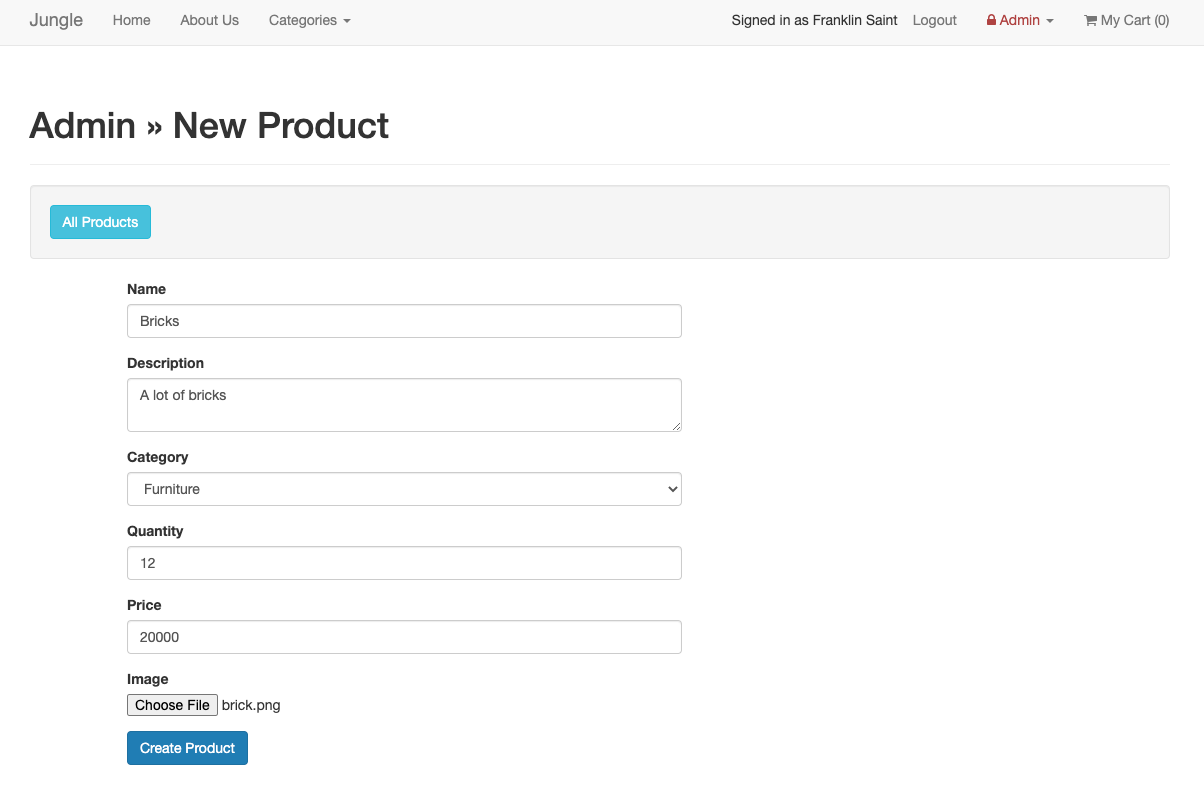 Jungle Home About Us Categories Signed in as Franklin Saint Logout Admin My Cart (0)
Admin » New Product
All Products
Name
Bricks
Description
A lot of bricks
Category
Furniture
Quantity
12
Price
20000
Image
Choose File brick.png
Create Product